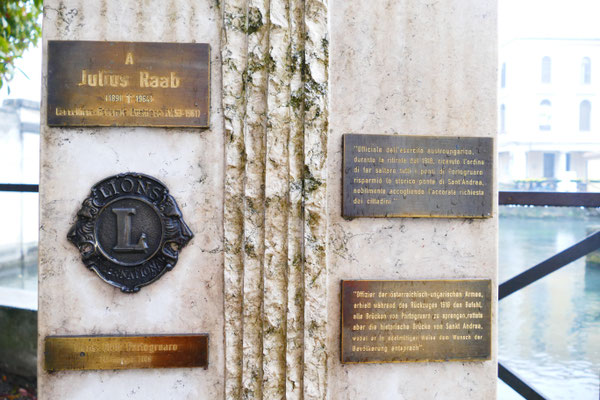 A
Julius Raab
(1891 - 1964)
LIONS
L
INTERNATIONAL
Portogruaro
"Ufficiale dell'esercito austroungarico,
durante la ritirata del 1918, ricevuto l'ordine
di far saltare tutti i ponti di Portogruaro
risparmiò lo storico ponte di Sant'Andrea,
nobilmente accogliendo l'accorata richiesta
dei cittadini."
"Offizier der österreichisch-ungarischen Armee,
erhielt während des Rückzuges 1918 den Befehl,
alle Brücken von Portogruaro zu sprengen, rettete
aber die historische Brücke von Sankt Andrea,
wobei er in edelmütiger Weise dem Wunsch der
Bevölkerung entsprach"